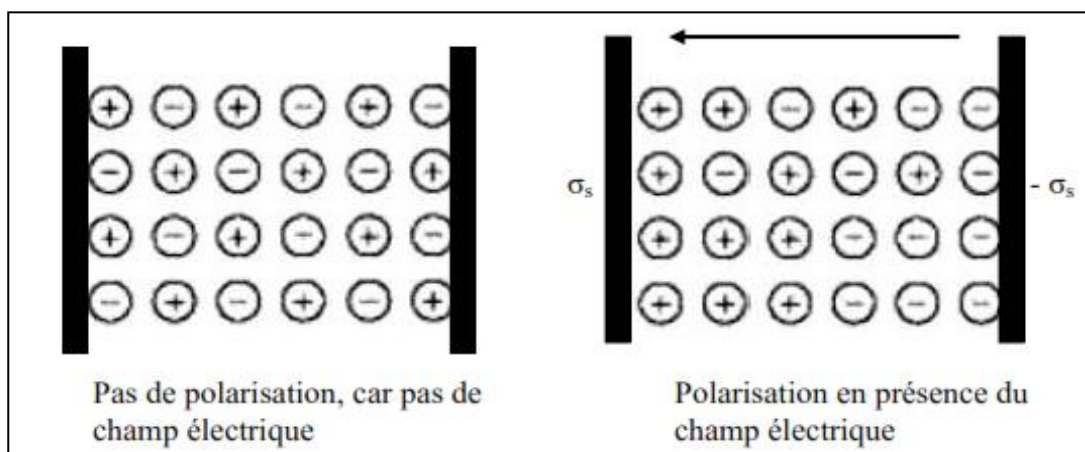 σs
- σs
Pas de polarisation, car pas de
champ électrique
Polarisation en présence du
champ électrique